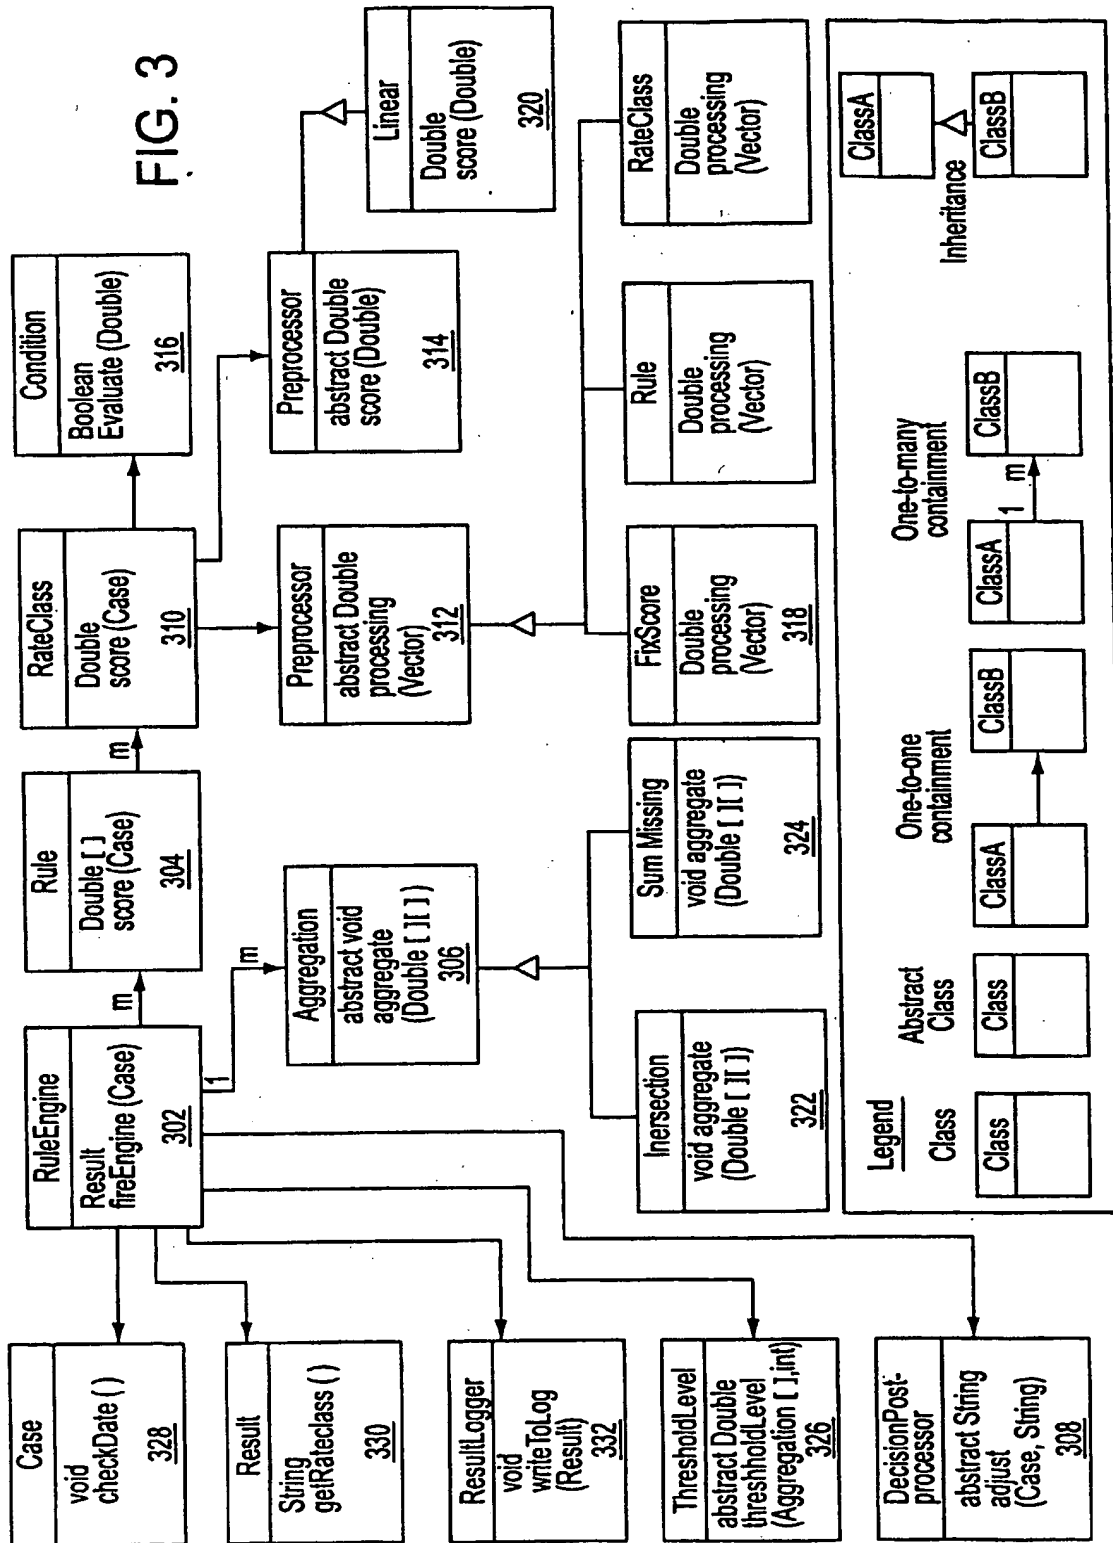 FIG. 3
Case
void
checkDate ( )
328
Result
String
getRateclass ( )
330
ResultLogger
void
writeToLog
(Result)
332
ThresholdLevel
abstract Double
threshholdLevel
(Aggregation [ ],int)
326
DecisionPost-
processor
abstract String
adjust
(Case, String)
308
RuleEngine
Result
fireEngine (Case)
302
m
1
m
Rule
Double [ ]
score (Case)
304
m
RateClass
Double
score (Case)
310
Condition
Boolean
Evaluate (Double)
316
Aggregation
abstract void
aggregate
(Double [ ][ ])
306
Preprocessor
abstract Double
processing
(Vector)
312
Preprocessor
abstract Double
score (Double)
314
Linear
Double
score (Double)
320
Inersection
void aggregate
(Double [ ][ ])
322
Sum Missing
void aggregate
(Double [ ][ ])
324
FixScore
Double
processing
(Vector)
318
Rule
Double
processing
(Vector)
RateClass
Double
processing
(Vector)
Legend
Class
Class
Abstract
Class
Class
One-to-one
containment
ClassA
ClassB
One-to-many
containment
ClassA
1
m
ClassB
Inheritance
ClassA
ClassB